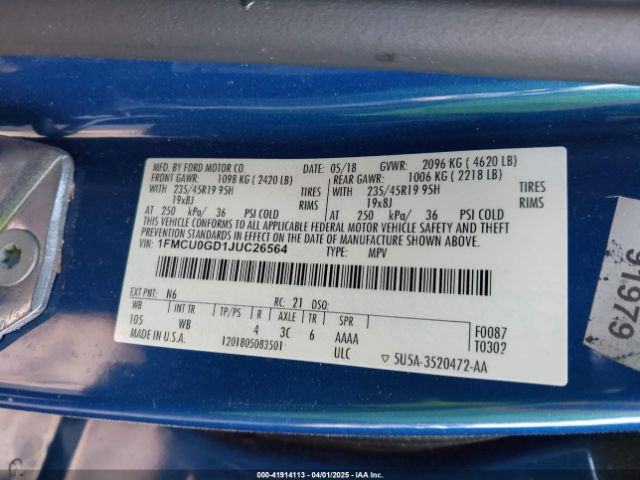 MFD. BY FORD MOTOR CO.
DATE: 05/18 GVWR: 2096 KG ( 4620 LB)
FRONT GAWR: 1098 KG ( 2420 LB)
REAR GAWR: 1006 KG ( 2218 LB)
WITH 235/45R19 95H TIRES
WITH 235/45R19 95H TIRES
19x8J RIMS
19x8J RIMS
AT 250 kPa/ 36 PSI COLD
AT 250 kPa/ 36 PSI COLD
THIS VEHICLE CONFORMS TO ALL APPLICABLE FEDERAL MOTOR VEHICLE SAFETY AND THEFT
PREVENTION STANDARDS IN EFFECT ON THE DATE OF MANUFACTURE SHOWN ABOVE.
VIN: 1FMCU0GD1JUC26564 TYPE: MPV
EXT PNT: N6 RC: 21 DSO:
WB INT TR TP/PS R AXLE TR SPR
105 WB 4 3C 6 AAAA
F0087
T0302
MADE IN U.S.A. 1201805083501 ULC
5U5A-3520472-AA
91979
000-41914113 - 04/01/2025 - IAAI.COM